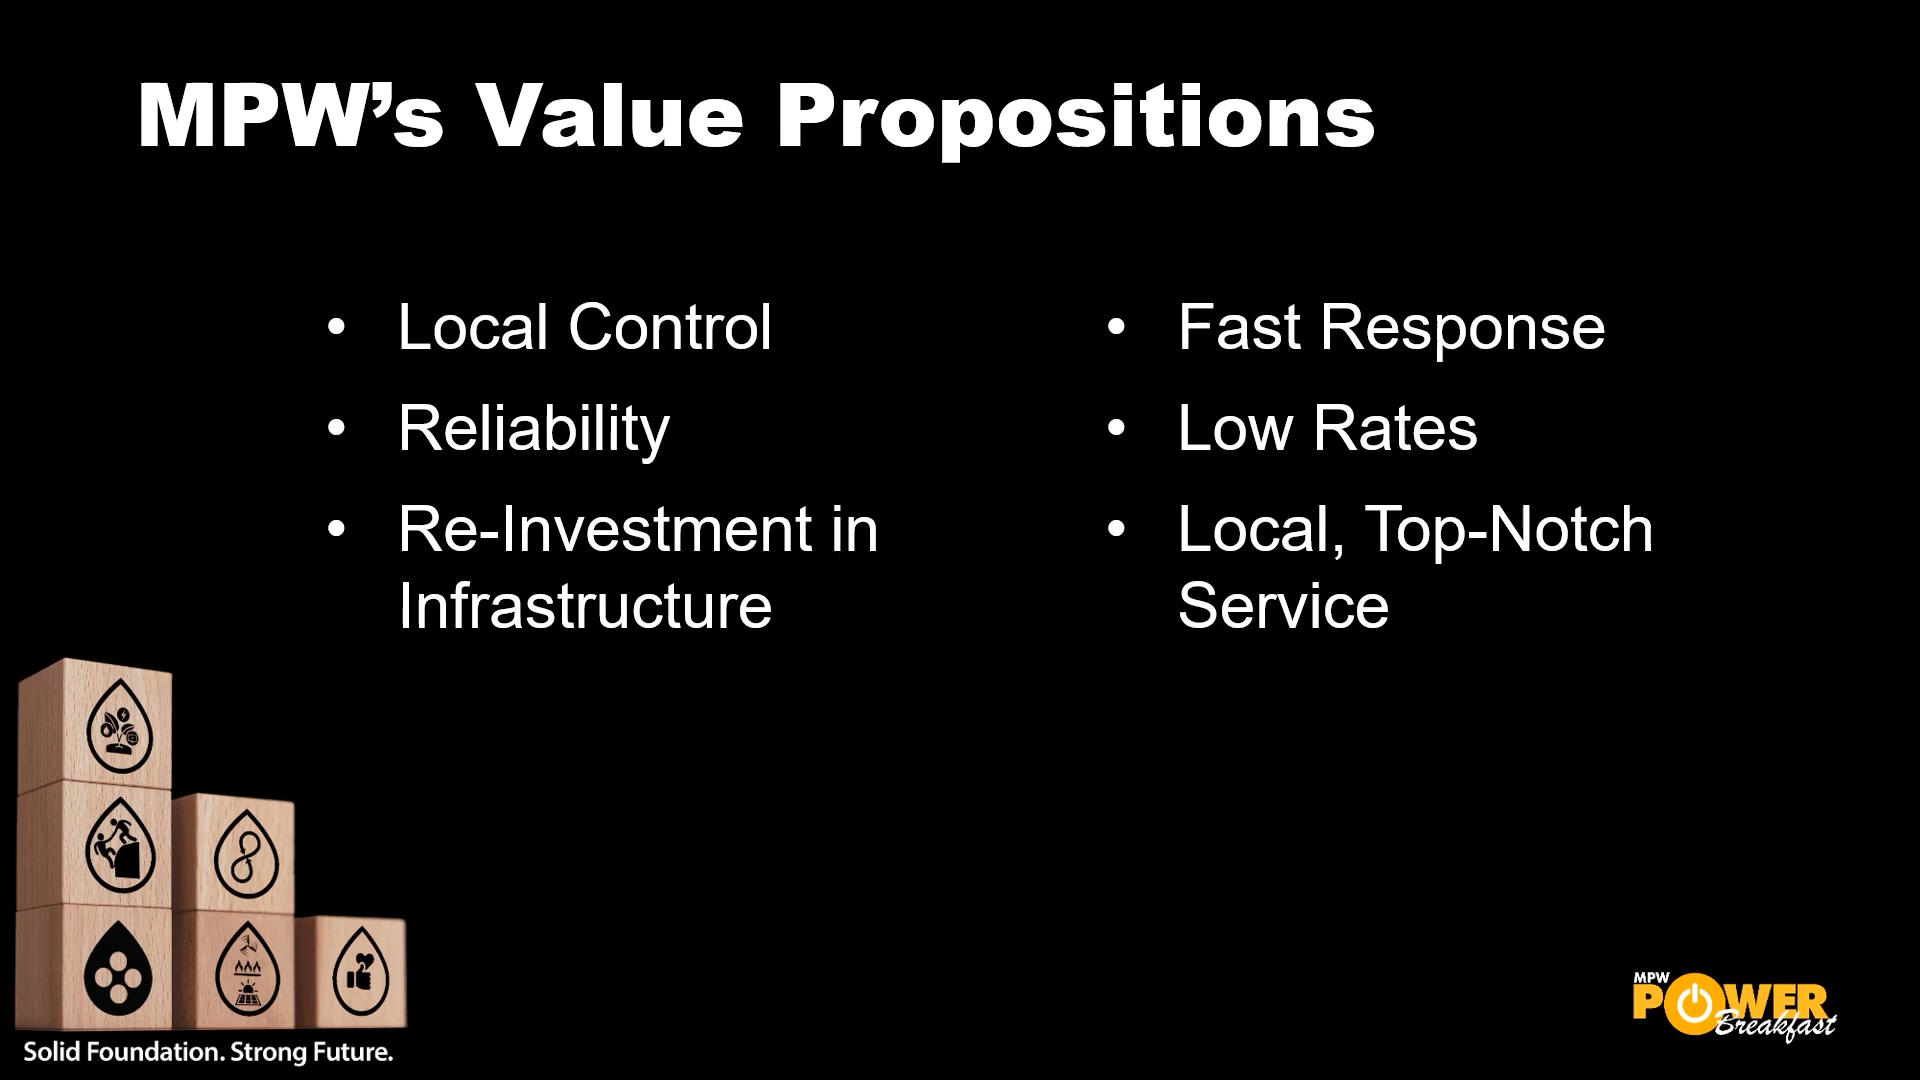 MPW’s Value Propositions
• Local Control
• Reliability
• Re-Investment in
Infrastructure
• Fast Response
• Low Rates
• Local, Top-Notch
Service
Solid Foundation. Strong Future.
MPW
POWER
Breakfast